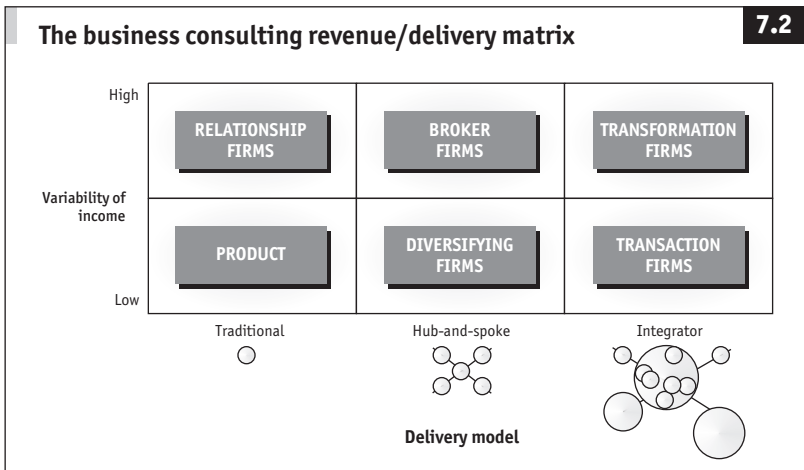 The business consulting revenue/delivery matrix
7.2
High
RELATIONSHIP
FIRMS
BROKER
FIRMS
TRANSFORMATION
FIRMS
Variability of
income
PRODUCT
DIVERSIFYING
FIRMS
TRANSACTION
FIRMS
Low
Traditional
Hub-and-spoke
Integrator
Delivery model